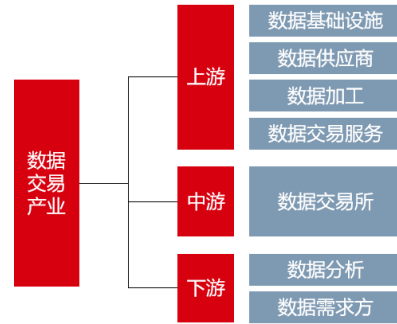 数据
交易
产业
上游
数据基础设施
数据供应商
数据加工
数据交易服务
中游
数据交易所
下游
数据分析
数据需求方